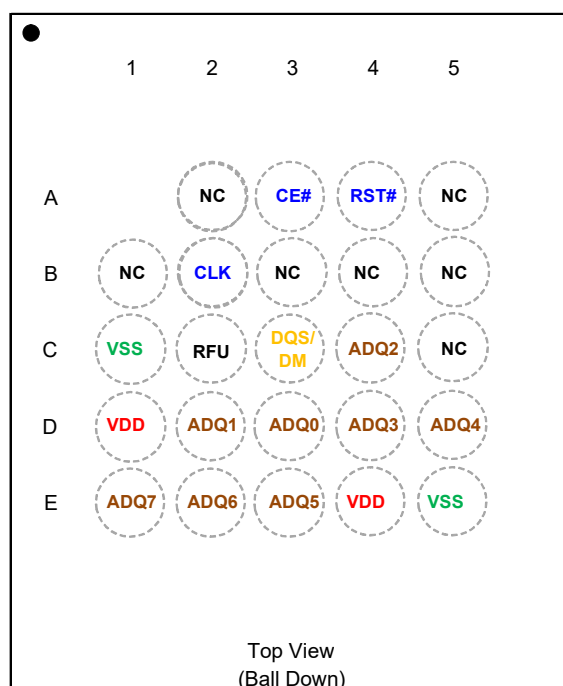 1 2 3 4 5
A NC CE# RST# NC
B NC CLK NC NC NC
C VSS RFU DQS/ DM ADQ2 NC
D VDD ADQ1 ADQ0 ADQ3 ADQ4
E ADQ7 ADQ6 ADQ5 VDD VSS
Top View
(Ball Down)